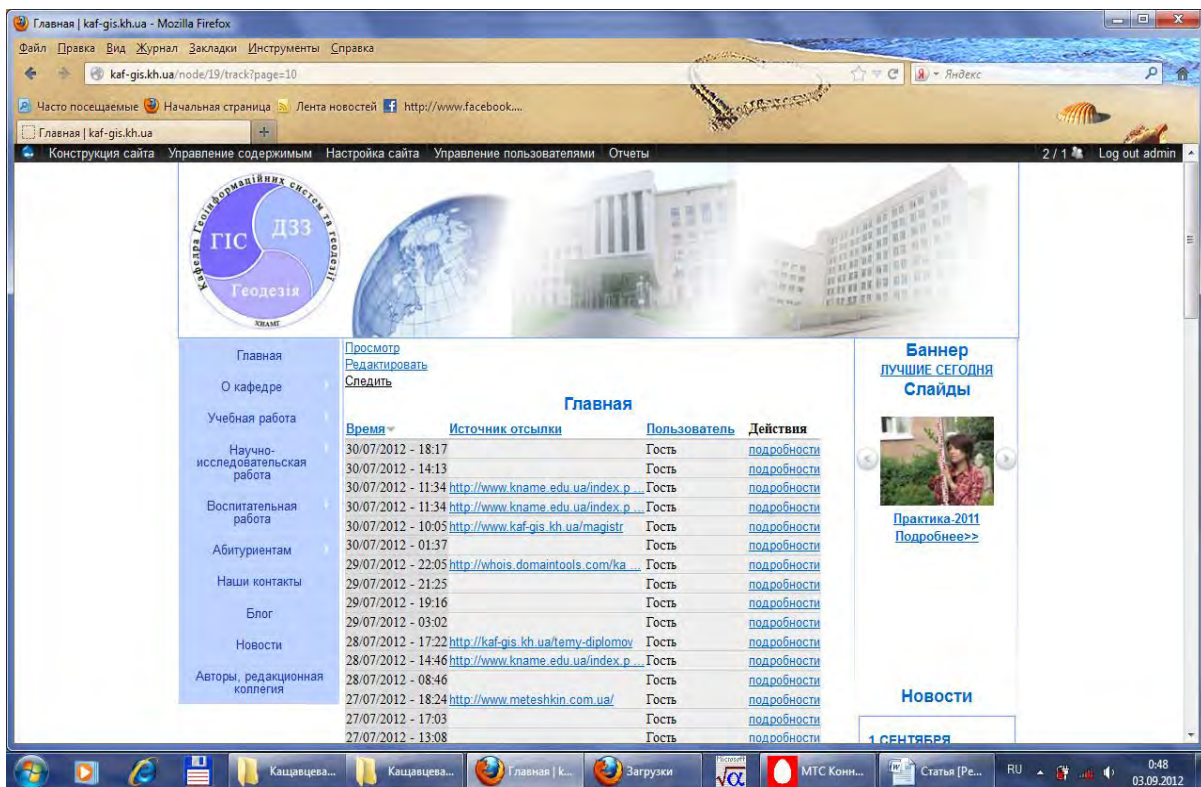 Главная | kaf-gis.kh.ua - Mozilla Firefox
Файл Правка Вид Журнал Закладки Инструменты Справка
kaf-gis.kh.ua/node/19/track?page=10
Яндекс
Часто посещаемые Начальная страница Лента новостей http://www.facebook....
Главная | kaf-gis.kh.ua
Конструкция сайта Управление содержимым Настройка сайта Управление пользователями Отчеты 2 / 1 Log out admin
Кафедра Геоінформаційних систем та геодезії
ГІС
ДЗЗ
Геодезія
ХНАМГ
Главная
О кафедре
Учебная работа
Научно-
исследовательская
работа
Воспитательная
работа
Абитуриентам
Наши контакты
Блог
Новости
Авторы, редакционная
коллегия
Просмотр
Редактировать
Следить
Главная
Время Источник отсылки Пользователь Действия
30/07/2012 - 18:17 Гость подробности
30/07/2012 - 14:13 Гость подробности
30/07/2012 - 11:34 http://www.kname.edu.ua/index.p ... Гость подробности
30/07/2012 - 11:34 http://www.kname.edu.ua/index.p ... Гость подробности
30/07/2012 - 10:05 http://www.kaf-gis.kh.ua/magistr Гость подробности
30/07/2012 - 01:37 Гость подробности
29/07/2012 - 22:05 http://whois.domaintools.com/ka ... Гость подробности
29/07/2012 - 21:25 Гость подробности
29/07/2012 - 19:16 Гость подробности
29/07/2012 - 03:02 Гость подробности
28/07/2012 - 17:22 http://kaf-gis.kh.ua/temy-diplomov Гость подробности
28/07/2012 - 14:46 http://www.kname.edu.ua/index.p ... Гость подробности
28/07/2012 - 08:46 Гость подробности
27/07/2012 - 18:24 http://www.meteshkin.com.ua/ Гость подробности
27/07/2012 - 17:03 Гость подробности
27/07/2012 - 13:08 Гость подробности
Баннер
ЛУЧШИЕ СЕГОДНЯ
Слайды
Практика-2011
Подробнее>>
Новости
1 СЕНТЯБРЯ
Кащавцева... Кащавцева... Главная | k... Загрузки МТС Конн... Статья [Ре... RU 0:48
03.09.2012